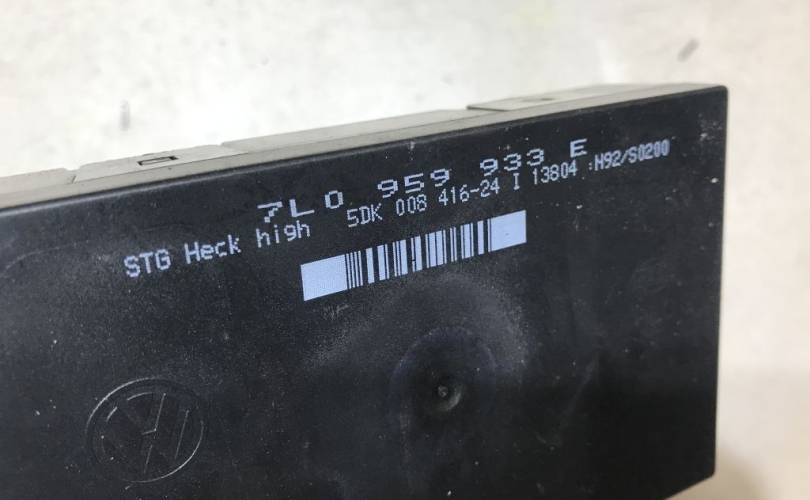 7L0 959 933 E
STG Heck high 5DK 008 416-24 I 13804 :H92/S0200